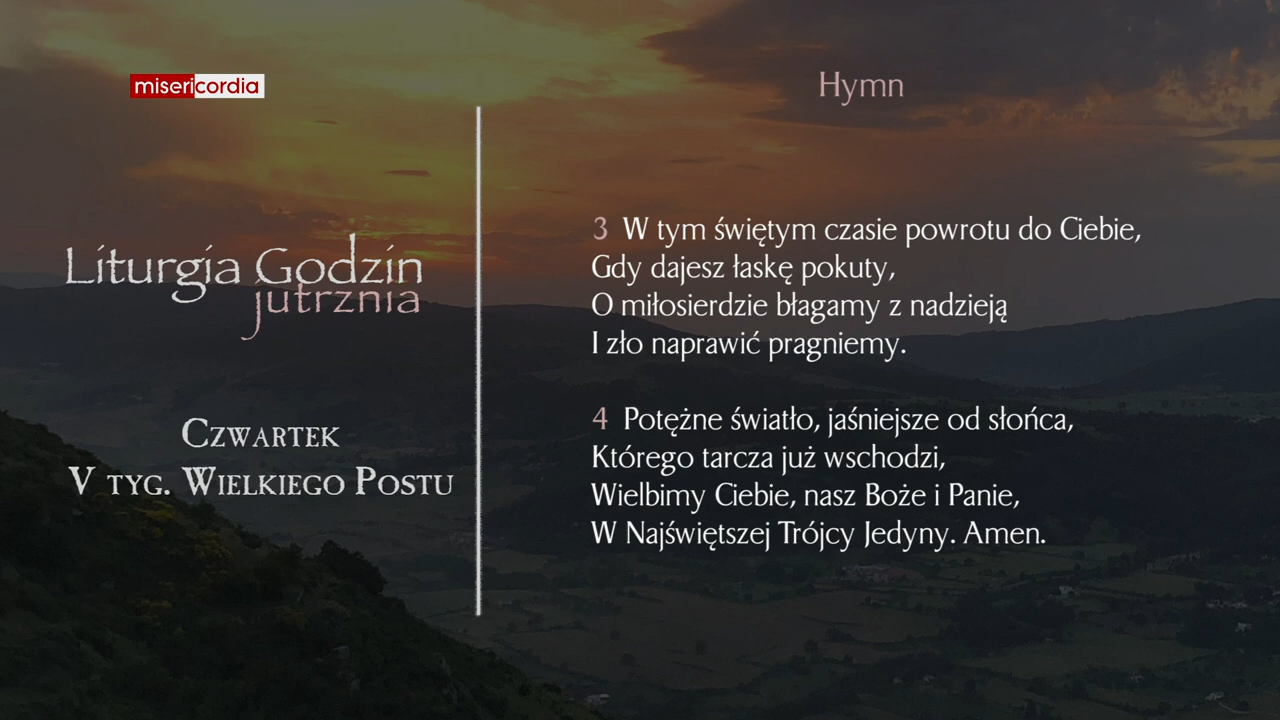 misericordia
Liturgia Godzin
jutrznia
Czwartek
V tyg. Wielkiego Postu
Hymn
3 W tym świętym czasie powrotu do Ciebie,
Gdy dajesz łaskę pokuty,
O miłosierdzie błagamy z nadzieją
I zło naprawić pragniemy.
4 Potężne światło, jaśniejsze od słońca,
Którego tarcza już wschodzi,
Wielbimy Ciebie, nasz Boże i Panie,
W Najświętszej Trójcy Jedyny. Amen.